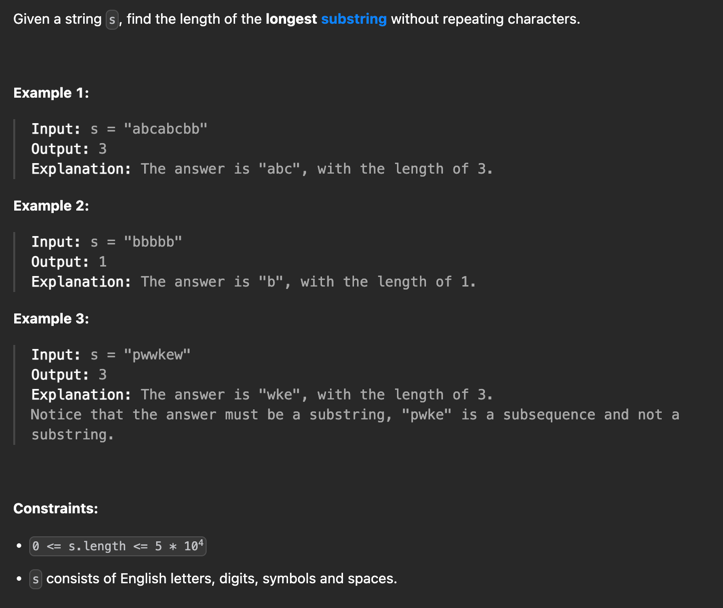 Given a string s, find the length of the longest substring without repeating characters.
Example 1:
Input: s = "abcabcbb"
Output: 3
Explanation: The answer is "abc", with the length of 3.
Example 2:
Input: s = "bbbbb"
Output: 1
Explanation: The answer is "b", with the length of 1.
Example 3:
Input: s = "pwwkew"
Output: 3
Explanation: The answer is "wke", with the length of 3.
Notice that the answer must be a substring, "pwke" is a subsequence and not a
substring.
Constraints:
• 0 <= s.length <= 5 * 10⁴
• s consists of English letters, digits, symbols and spaces.